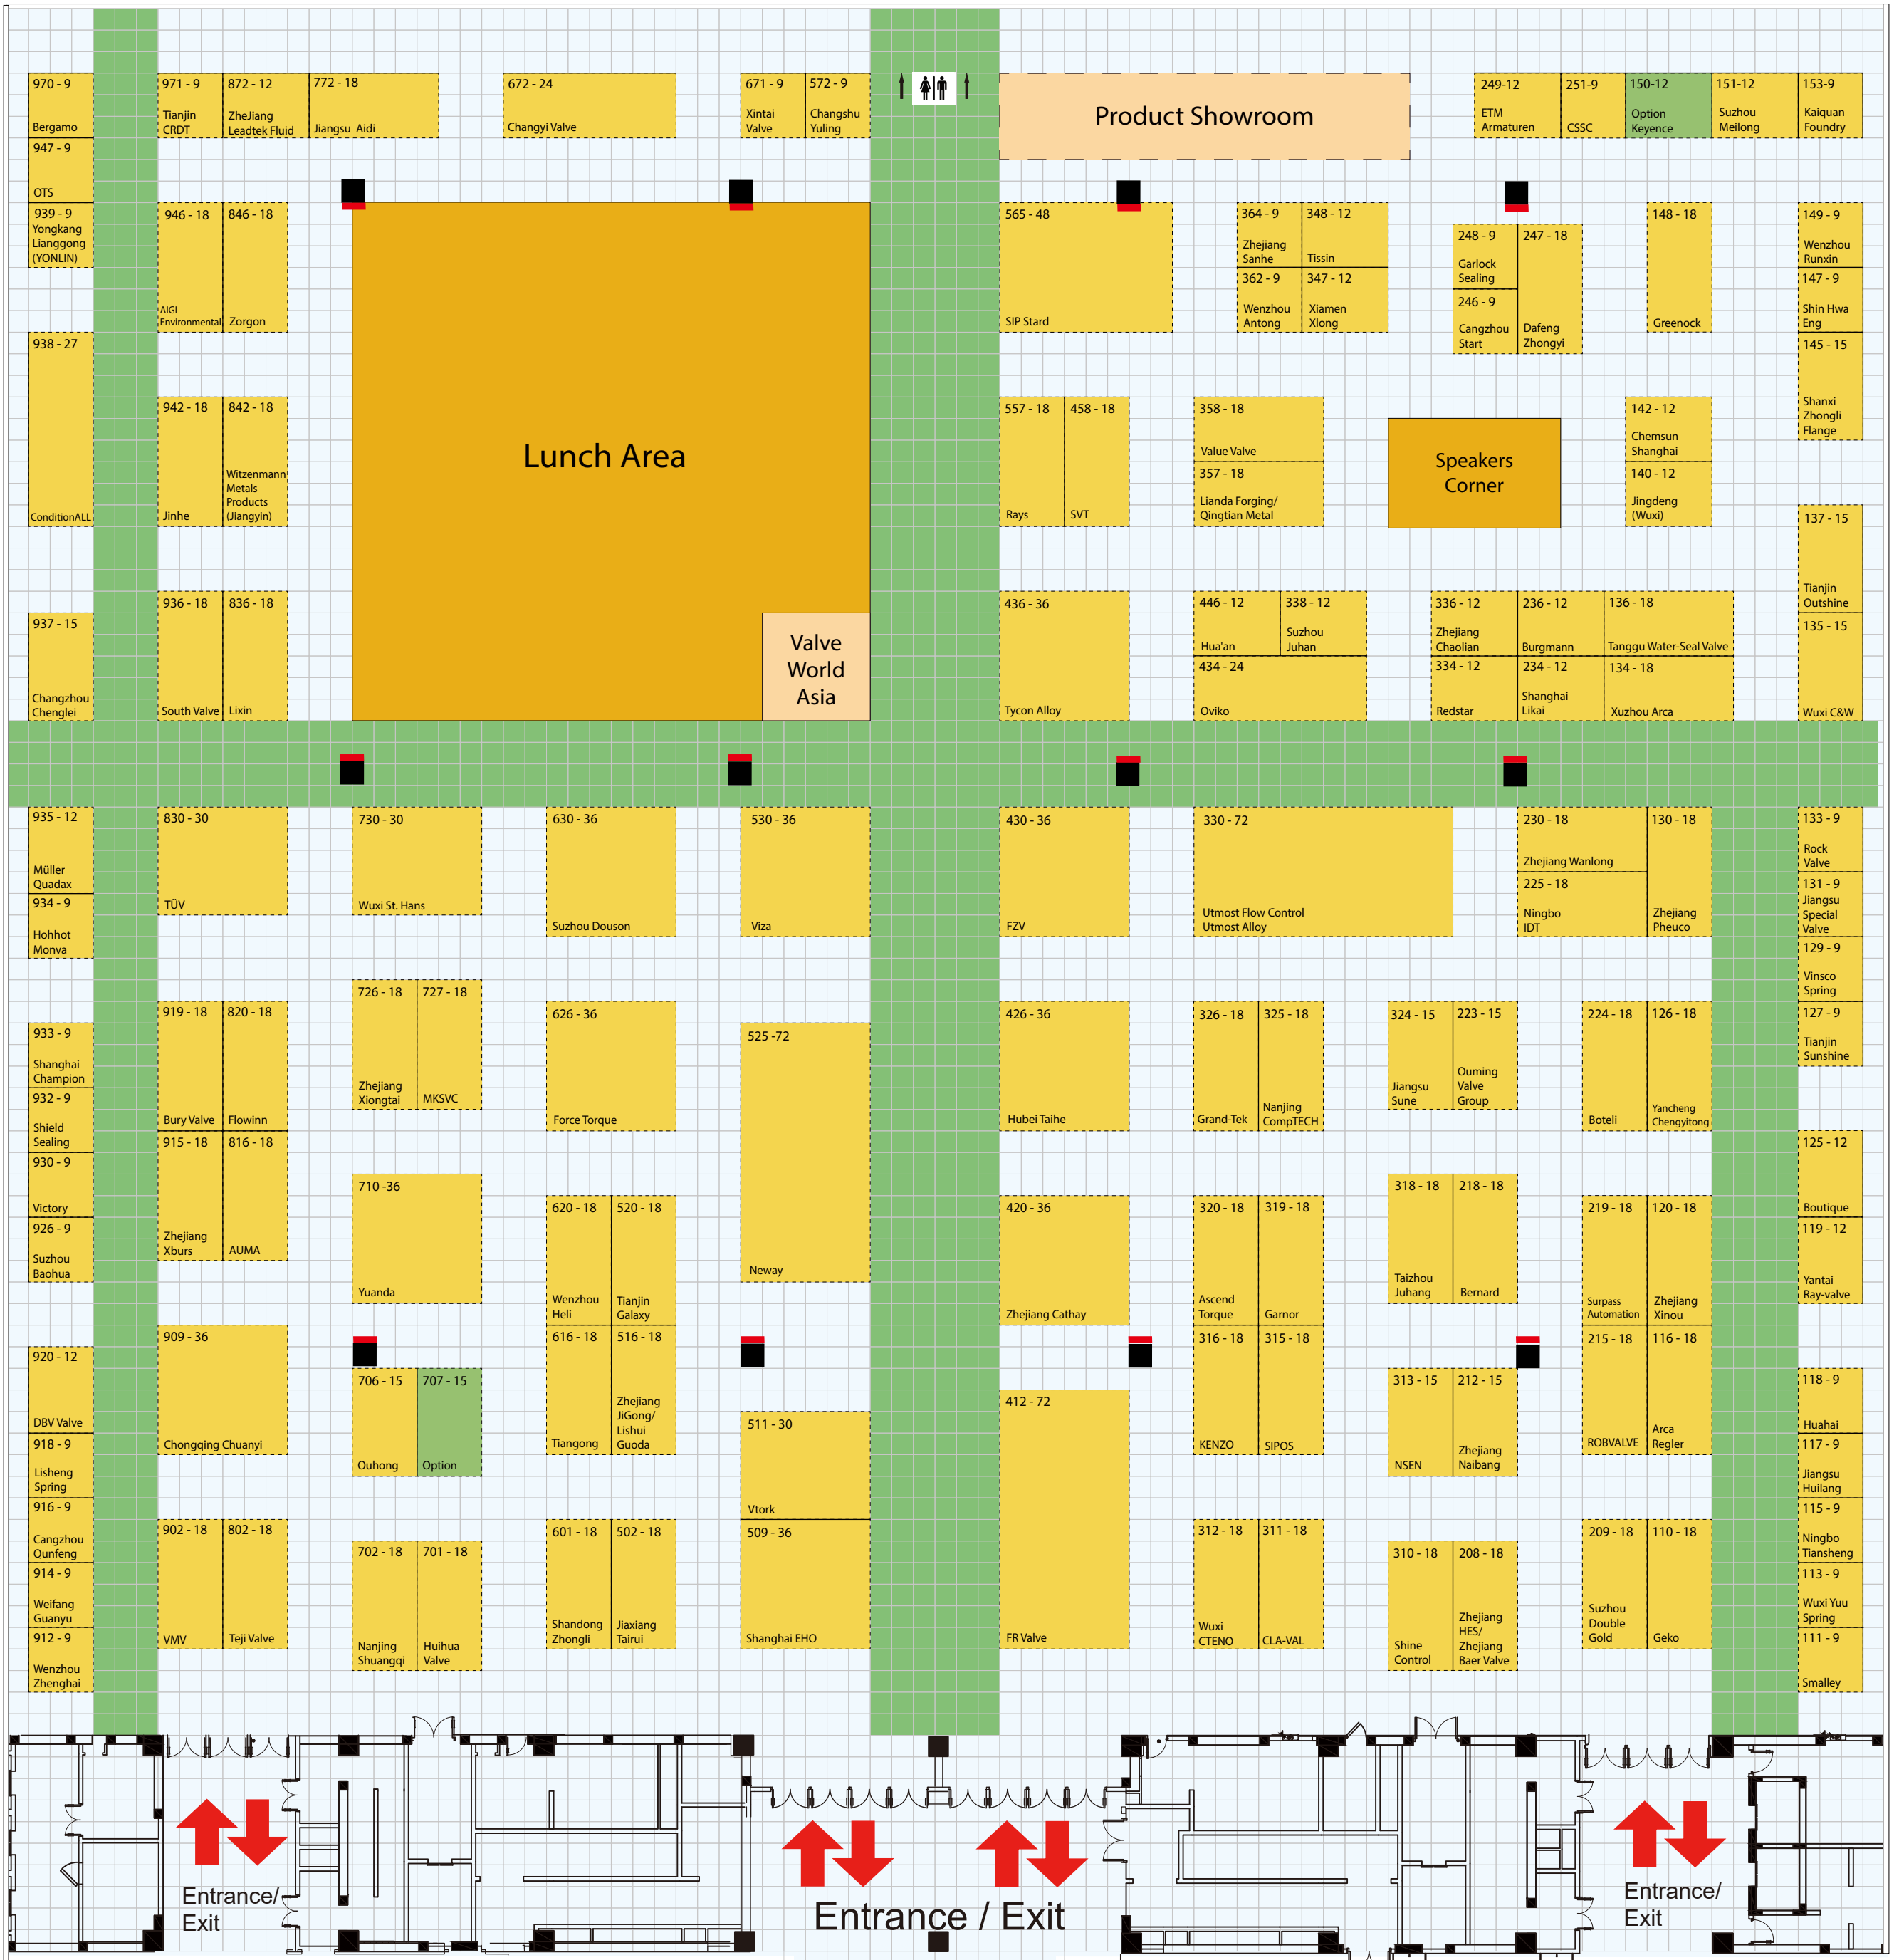 970 - 9
Bergamo
971 - 9
Tianjin
CRDT
872 - 12
ZheJiang
Leadtek Fluid
772 - 18
Jiangsu Aidi
672 - 24
Changyi Valve
671 - 9
Xintai
Valve
572 - 9
Changshu
Yuling
Product Showroom
249-12
ETM
Armaturen
251-9
CSSC
150-12
Option
Keyence
151-12
Suzhou
Meilong
153-9
Kaiquan
Foundry
947 - 9
OTS
939 - 9
Yongkang
Lianggong
(YONLIN)
946 - 18
AIGI
Environmental
846 - 18
Zorgon
565 - 48
SIP Stard
364 - 9
Zhejiang
Sanhe
348 - 12
Tissin
362 - 9
Wenzhou
Antong
347 - 12
Xiamen
Xlong
248 - 9
Garlock
Sealing
247 - 18
Dafeng
Zhongyi
246 - 9
Cangzhou
Start
148 - 18
Greenock
149 - 9
Wenzhou
Runxin
147 - 9
Shin Hwa
Eng
145 - 15
Shanxi
Zhongli
Flange
938 - 27
ConditionALL
942 - 18
Jinhe
842 - 18
Witzenmann
Metals
Products
(Jiangyin)
Lunch Area
557 - 18
Rays
458 - 18
SVT
358 - 18
Value Valve
357 - 18
Lianda Forging/
Qingtian Metal
Speakers
Corner
142 - 12
Chemsun
Shanghai
140 - 12
Jingdeng
(Wuxi)
137 - 15
Tianjin
Outshine
937 - 15
Changzhou
Chenglei
936 - 18
South Valve
836 - 18
Lixin
Valve
World
Asia
436 - 36
Tycon Alloy
446 - 12
Hua'an
338 - 12
Suzhou
Juhan
434 - 24
Oviko
336 - 12
Zhejiang
Chaolian
236 - 12
Burgmann
136 - 18
Tanggu Water-Seal Valve
334 - 12
Redstar
234 - 12
Shanghai
Likai
134 - 18
Xuzhou Arca
135 - 15
Wuxi C&W
935 - 12
Müller
Quadax
934 - 9
Hohhot
Monva
830 - 30
TÜV
730 - 30
Wuxi St. Hans
630 - 36
Suzhou Douson
530 - 36
Viza
430 - 36
FZV
330 - 72
Utmost Flow Control
Utmost Alloy
230 - 18
Zhejiang Wanlong
225 - 18
Ningbo
IDT
130 - 18
Zhejiang
Pheuco
133 - 9
Rock
Valve
131 - 9
Jiangsu
Special
Valve
129 - 9
Vinsco
Spring
127 - 9
Tianjin
Sunshine
933 - 9
Shanghai
Champion
932 - 9
Shield
Sealing
930 - 9
Victory
926 - 9
Suzhou
Baohua
919 - 18
Bury Valve
820 - 18
Flowinn
915 - 18
Zhejiang
Xburs
816 - 18
AUMA
726 - 18
Zhejiang
Xiongtai
727 - 18
MKSVC
626 - 36
Force Torque
525 -72
Neway
426 - 36
Hubei Taihe
326 - 18
Grand-Tek
325 - 18
Nanjing
CompTECH
324 - 15
Jiangsu
Sune
223 - 15
Ouming
Valve
Group
224 - 18
Boteli
126 - 18
Yancheng
Chengyitong
125 - 12
Boutique
119 - 12
Yantai
Ray-valve
710 -36
Yuanda
620 - 18
Wenzhou
Heli
520 - 18
Tianjin
Galaxy
420 - 36
Zhejiang Cathay
320 - 18
Ascend
Torque
319 - 18
Garnor
318 - 18
Taizhou
Juhang
218 - 18
Bernard
219 - 18
Surpass
Automation
120 - 18
Zhejiang
Xinou
920 - 12
DBV Valve
909 - 36
Chongqing Chuanyi
706 - 15
Ouhong
707 - 15
Option
616 - 18
Tiangong
516 - 18
Zhejiang
JiGong/
Lishui
Guoda
511 - 30
Vtork
412 - 72
FR Valve
316 - 18
KENZO
315 - 18
SIPOS
313 - 15
NSEN
212 - 15
Zhejiang
Naibang
215 - 18
ROBVALVE
116 - 18
Arca
Regler
118 - 9
Huahai
117 - 9
Jiangsu
Huilang
115 - 9
Ningbo
Tiansheng
113 - 9
Wuxi Yuu
Spring
111 - 9
Smalley
918 - 9
Lisheng
Spring
916 - 9
Cangzhou
Qunfeng
914 - 9
Weifang
Guanyu
912 - 9
Wenzhou
Zhenghai
902 - 18
VMV
802 - 18
Teji Valve
702 - 18
Nanjing
Shuangqi
701 - 18
Huihua
Valve
601 - 18
Shandong
Zhongli
502 - 18
Jiaxiang
Tairui
509 - 36
Shanghai EHO
312 - 18
Wuxi
CTENO
311 - 18
CLA-VAL
310 - 18
Shine
Control
208 - 18
Zhejiang
HES/
Zhejiang
Baer Valve
209 - 18
Suzhou
Double
Gold
110 - 18
Geko
Entrance/
Exit
Entrance / Exit
Entrance/
Exit